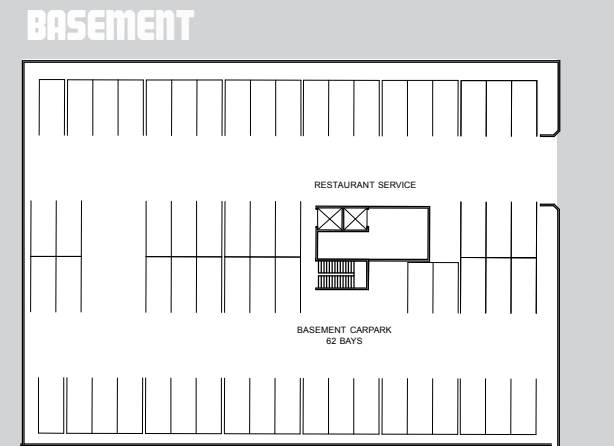 BASEMENT
RESTAURANT SERVICE
BASEMENT CARPARK
62 BAYS